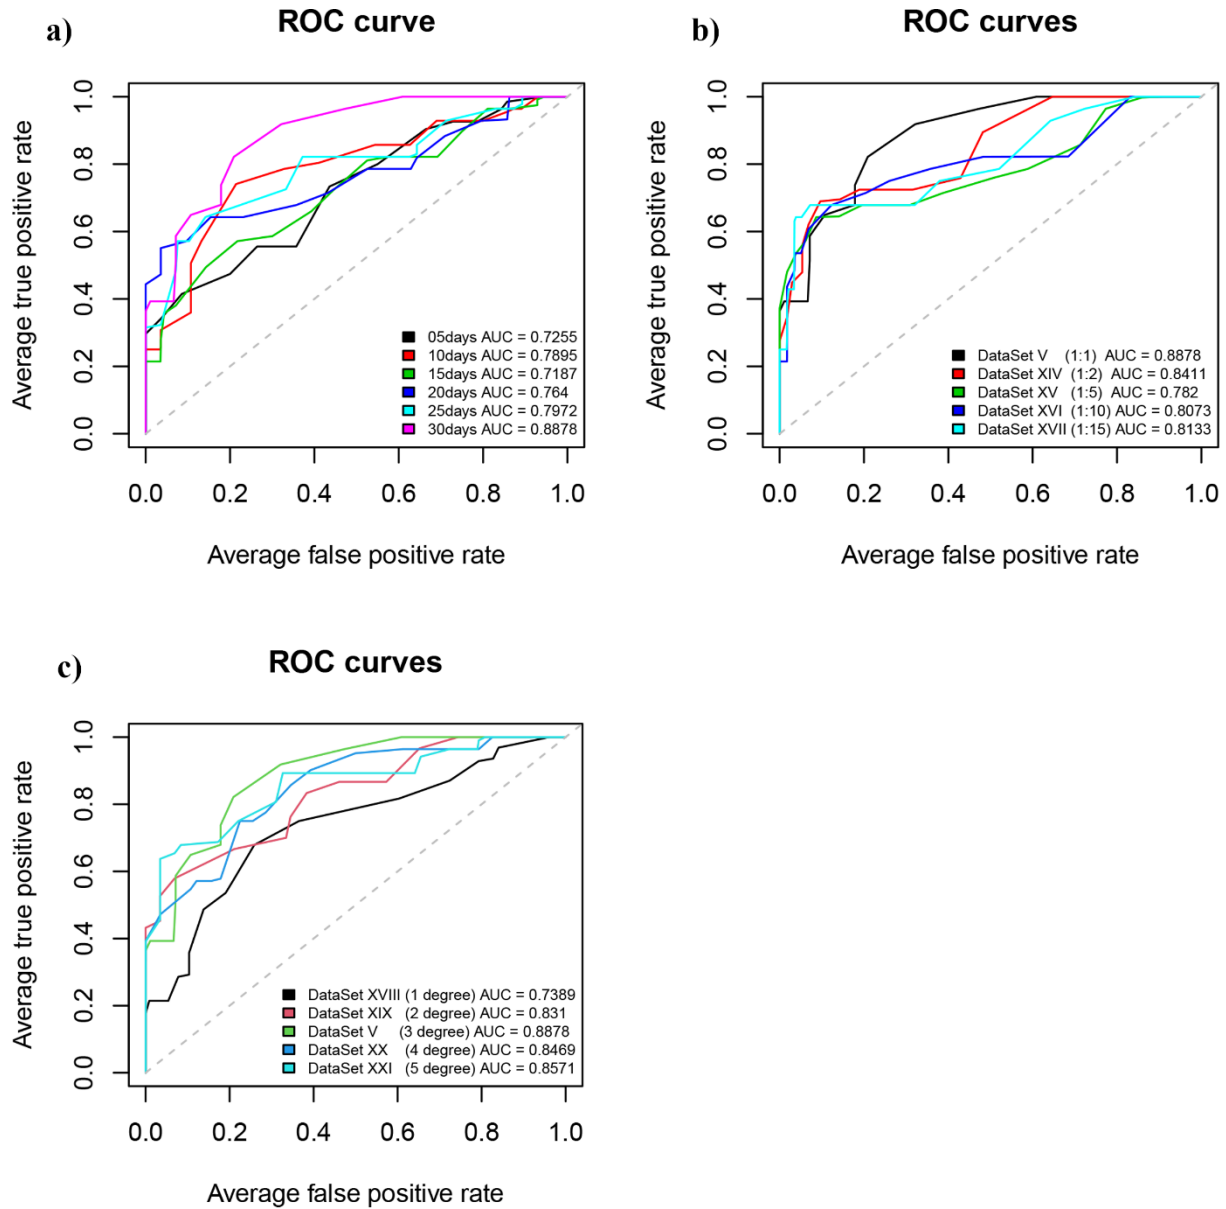 a)
ROC curve
Average true positive rate
0.0 0.2 0.4 0.6 0.8 1.0
05days AUC = 0.7255
10days AUC = 0.7895
15days AUC = 0.7187
20days AUC = 0.764
25days AUC = 0.7972
30days AUC = 0.8878
0.0 0.2 0.4 0.6 0.8 1.0
Average false positive rate
b)
ROC curves
Average true positive rate
0.0 0.2 0.4 0.6 0.8 1.0
DataSet V (1:1) AUC = 0.8878
DataSet XIV (1:2) AUC = 0.8411
DataSet XV (1:5) AUC = 0.782
DataSet XVI (1:10) AUC = 0.8073
DataSet XVII (1:15) AUC = 0.8133
0.0 0.2 0.4 0.6 0.8 1.0
Average false positive rate
c)
ROC curves
Average true positive rate
0.0 0.2 0.4 0.6 0.8 1.0
DataSet XVIII (1 degree) AUC = 0.7389
DataSet XIX (2 degree) AUC = 0.831
DataSet V (3 degree) AUC = 0.8878
DataSet XX (4 degree) AUC = 0.8469
DataSet XXI (5 degree) AUC = 0.8571
0.0 0.2 0.4 0.6 0.8 1.0
Average false positive rate